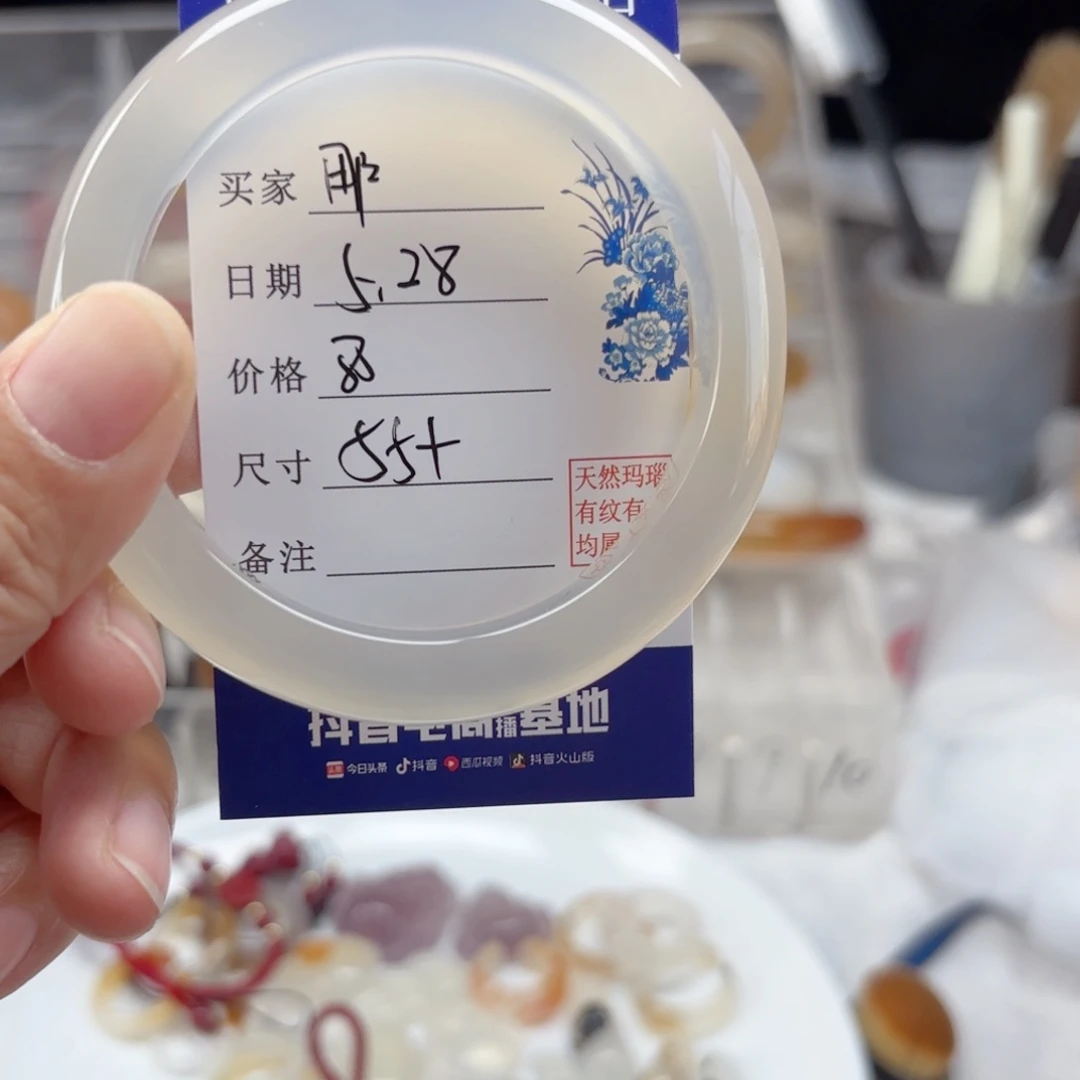 买家
日期 5.28
价格
尺寸 55+
备注
天然玛瑙
有纹有
均属
抖音电商播基地
今日头条 抖音 西瓜视频 抖音火山版